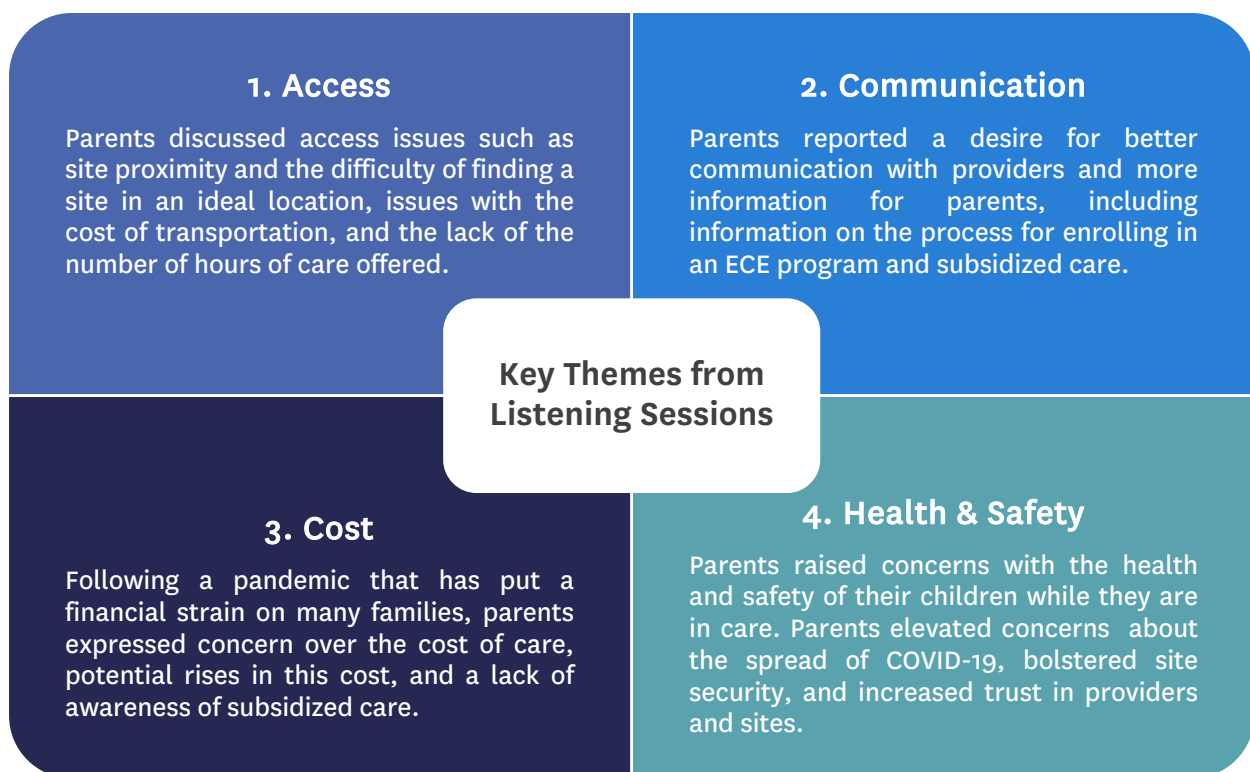 1. Access
Parents discussed access issues such as
site proximity and the difficulty of finding a
site in an ideal location, issues with the
cost of transportation, and the lack of the
number of hours of care offered.
2. Communication
Parents reported a desire for better
communication with providers and more
information for parents, including
information on the process for enrolling in
an ECE program and subsidized care.
Key Themes from
Listening Sessions
3. Cost
Following a pandemic that has put a
financial strain on many families, parents
expressed concern over the cost of care,
potential rises in this cost, and a lack of
awareness of subsidized care.
4. Health & Safety
Parents raised concerns with the health
and safety of their children while they are
in care. Parents elevated concerns about
the spread of COVID-19, bolstered site
security, and increased trust in providers
and sites.